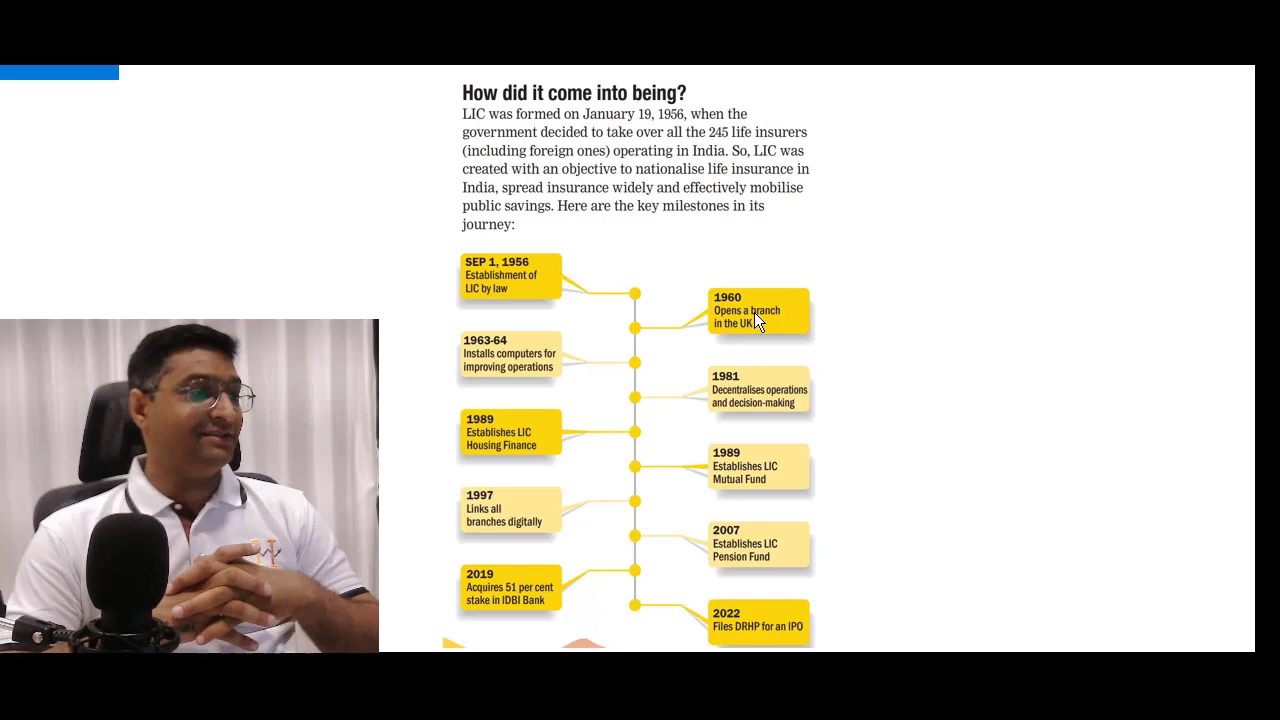 How did it come into being?
LIC was formed on January 19, 1956, when the
government decided to take over all the 245 life insurers
(including foreign ones) operating in India. So, LIC was
created with an objective to nationalise life insurance in
India, spread insurance widely and effectively mobilise
public savings. Here are the key milestones in its
journey:
SEP 1, 1956
Establishment of
LIC by law
1960
Opens a branch
in the UK
1963-64
Installs computers for
improving operations
1981
Decentralises operations
and decision-making
1989
Establishes LIC
Housing Finance
1989
Establishes LIC
Mutual Fund
1997
Links all
branches digitally
2007
Establishes LIC
Pension Fund
2019
Acquires 51 per cent
stake in IDBI Bank
2022
Files DRHP for an IPO